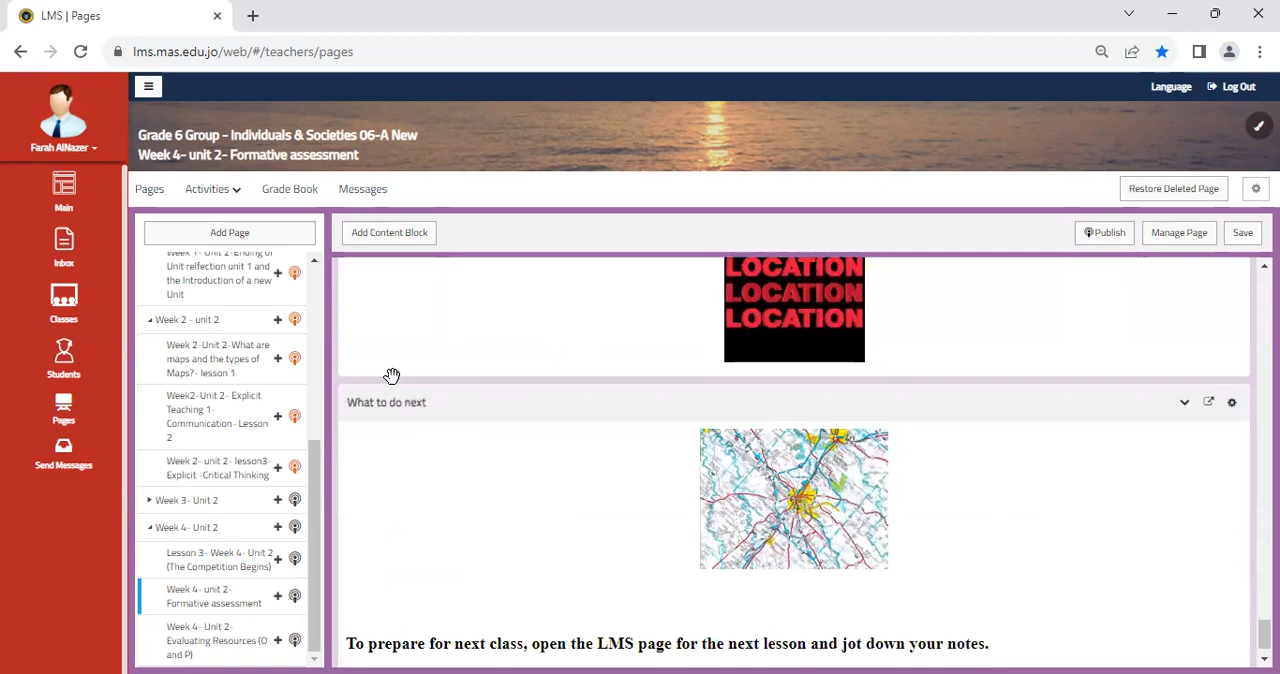 LMS | Pages
lms.mas.edu.jo/web/#/teachers/pages
Language
Log Out
Farah AlNazer
Grade 6 Group - Individuals & Societies 06-A New
Week 4- unit 2- Formative assessment
Pages
Activities
Grade Book
Messages
Restore Deleted Page
Main
Inbox
Classes
Students
Pages
Send Messages
Add Page
Week 1- Unit 2-Ending of
Unit relfection unit 1 and
the Introduction of a new
Unit
Week 2 - unit 2
Week 2-Unit 2-What are
maps and the types of
Maps?- lesson 1
Week2-Unit 2- Explicit
Teaching 1-
Communication- Lesson
2
Week 2- unit 2- lesson3-
Explicit -Critical Thinking
Week 3- Unit 2
Week 4- Unit 2
Lesson 3- Week 4- Unit 2
(The Competition Begins)
Week 4- unit 2-
Formative assessment
Week 4- Unit 2-
Evaluating Resources (O
and P)
Add Content Block
Publish
Manage Page
Save
LOCATION
LOCATION
LOCATION
What to do next
To prepare for next class, open the LMS page for the next lesson and jot down your notes.